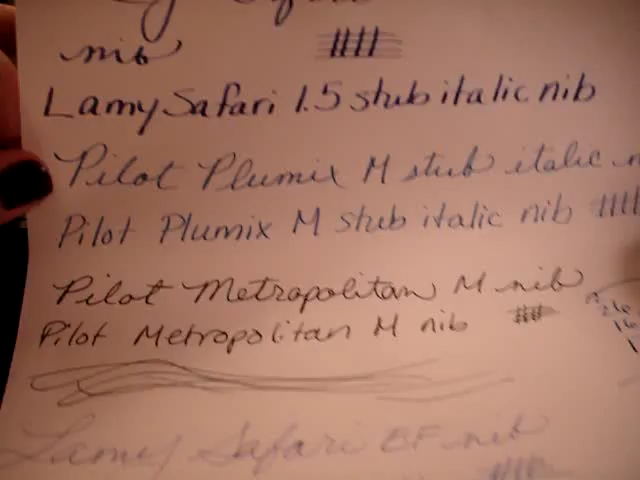 Safari
nib
Lamy Safari 1.5 stub italic nib
Pilot Plumix M stub italic
Pilot Plumix M stub italic nib
Pilot Metropolitan M nib
Pilot Metropolitan M nib
Lamy Safari EF nib